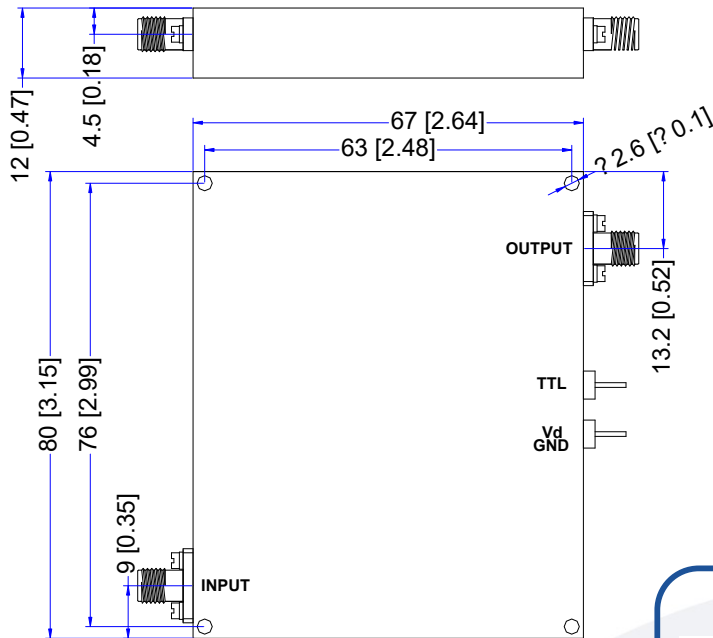 12 [0.47]
4.5 [0.18]
67 [2.64]
63 [2.48]
? 2.6 [? 0.1]
OUTPUT
13.2 [0.52]
80 [3.15]
76 [2.99]
TTL
Vd
GND
9 [0.35]
INPUT